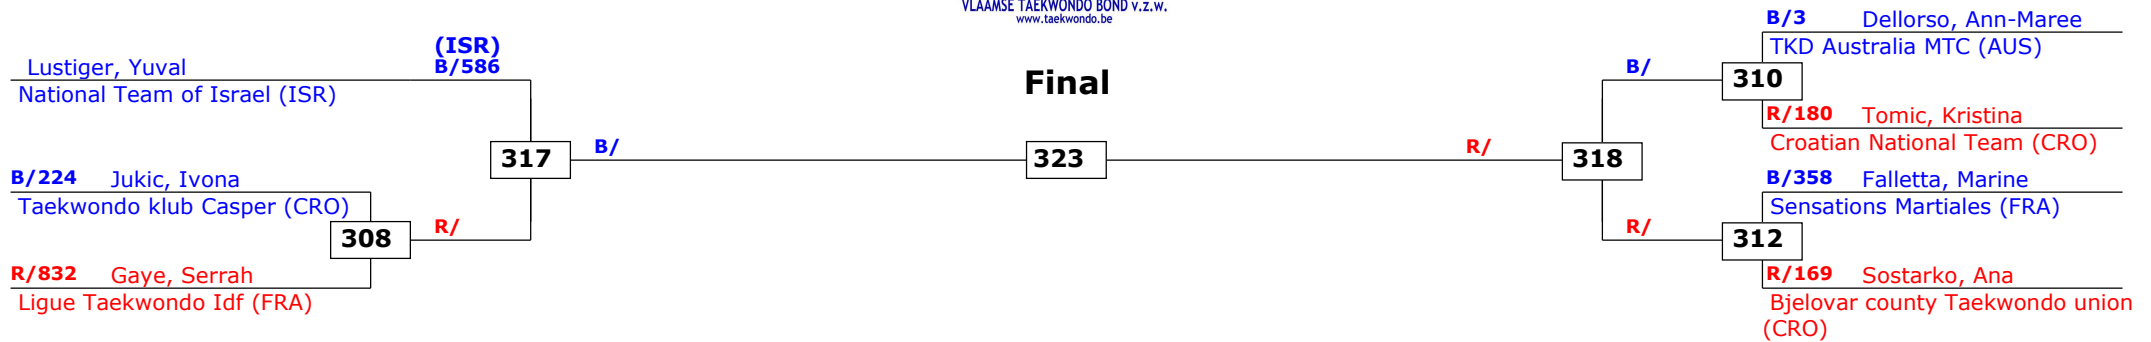 VLAAMSE TAEKWONDO BOND v.z.w.
www.taekwondo.be
(ISR)
Lustiger, Yuval B/586
National Team of Israel (ISR)
317
B/
B/224 Jukic, Ivona
Taekwondo klub Casper (CRO)
308
R/
R/832 Gaye, Serrah
Ligue Taekwondo Idf (FRA)
Final
323
B/3 Dellorso, Ann-Maree
TKD Australia MTC (AUS)
B/
310
R/180 Tomic, Kristina
Croatian National Team (CRO)
R/
318
B/358 Falletta, Marine
Sensations Martiales (FRA)
R/
312
R/169 Sostarko, Ana
Bjelovar county Taekwondo union
(CRO)